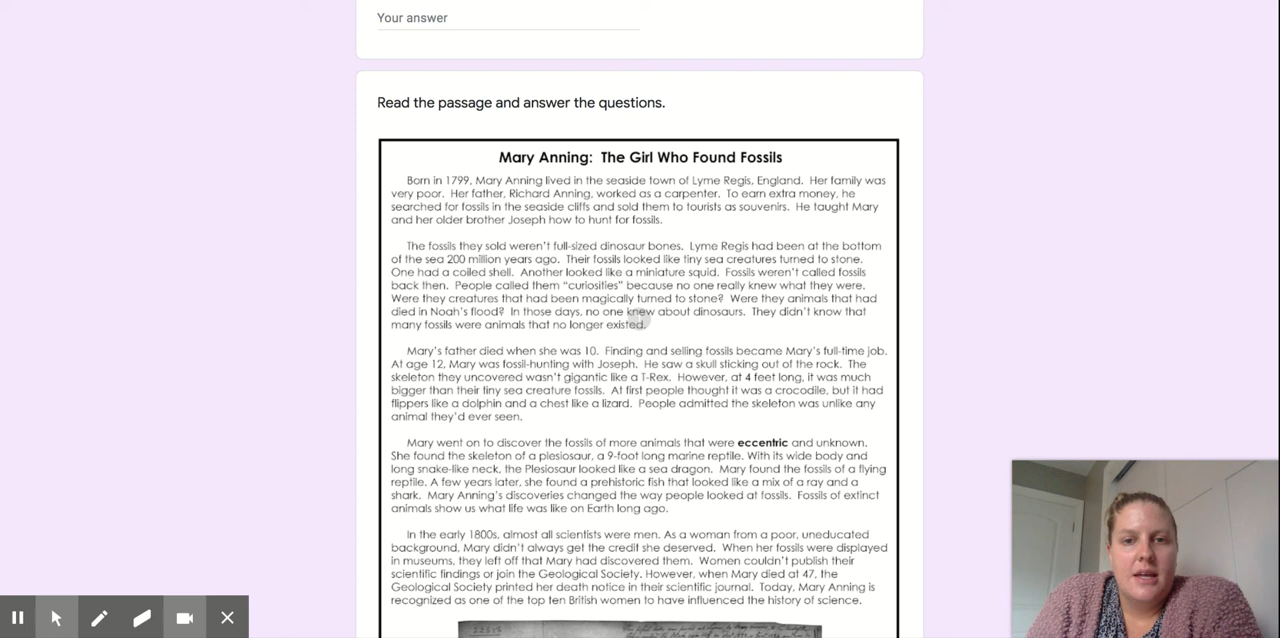 Your answer
Read the passage and answer the questions.
Mary Anning: The Girl Who Found Fossils
Born in 1799, Mary Anning lived in the seaside town of Lyme Regis, England. Her family was
very poor. Her father, Richard Anning, worked as a carpenter. To earn extra money, he
searched for fossils in the seaside cliffs and sold them to tourists as souvenirs. He taught Mary
and her older brother Joseph how to hunt for fossils.
The fossils they sold weren't full-sized dinosaur bones. Lyme Regis had been at the bottom
of the sea 200 million years ago. Their fossils looked like tiny sea creatures turned to stone.
One had a coiled shell. Another looked like a miniature squid. Fossils weren't called fossils
back then. People called them "curiosities" because no one really knew what they were.
Were they creatures that had been magically turned to stone? Were they animals that had
died in Noah's flood? In those days, no one knew about dinosaurs. They didn't know that
many fossils were animals that no longer existed.
Mary's father died when she was 10. Finding and selling fossils became Mary's full-time job.
At age 12, Mary was fossil-hunting with Joseph. He saw a skull sticking out of the rock. The
skeleton they uncovered wasn't gigantic like a T-Rex. However, at 4 feet long, it was much
bigger than their tiny sea creature fossils. At first people thought it was a crocodile, but it had
flippers like a dolphin and a chest like a lizard. People admitted the skeleton was unlike any
animal they'd ever seen.
Mary went on to discover the fossils of more animals that were eccentric and unknown.
She found the skeleton of a plesiosaur, a 9-foot long marine reptile. With its wide body and
long snake-like neck, the Plesiosaur looked like a sea dragon. Mary found the fossils of a flying
reptile. A few years later, she found a prehistoric fish that looked like a mix of a ray and a
shark. Mary Anning's discoveries changed the way people looked at fossils. Fossils of extinct
animals show us what life was like on Earth long ago.
In the early 1800s, almost all scientists were men. As a woman from a poor, uneducated
background, Mary didn't always get the credit she deserved. When her fossils were displayed
in museums, they left off that Mary had discovered them. Women couldn't publish their
scientific findings or join the Geological Society. However, when Mary died at 47, the
Geological Society printed her death notice in their scientific journal. Today, Mary Anning is
recognized as one of the top ten British women to have influenced the history of science.